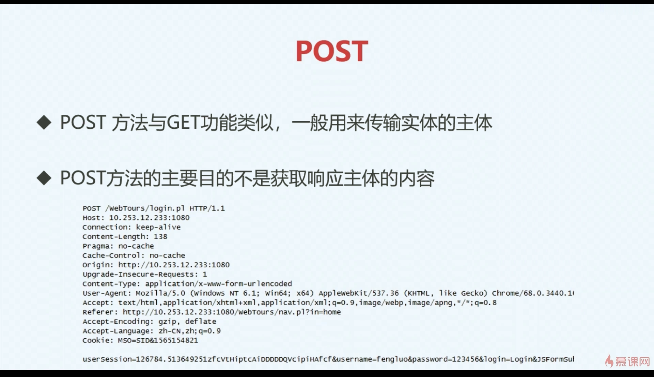 POST
◆ POST 方法与GET功能类似，一般用来传输实体的主体
◆ POST方法的主要目的不是获取响应主体的内容
POST /WebTours/login.pl HTTP/1.1
Host: 10.253.12.233:1080
Connection: keep-alive
Content-Length: 138
Pragma: no-cache
Cache-Control: no-cache
Origin: http://10.253.12.233:1080
Upgrade-Insecure-Requests: 1
Content-Type: application/x-www-form-urlencoded
User-Agent: Mozilla/5.0 (Windows NT 6.1; Win64; x64) AppleWebKit/537.36 (KHTML, like Gecko) Chrome/68.0.3440.10
Accept: text/html,application/xhtml+xml,application/xml;q=0.9,image/webp,image/apng,*/*;q=0.8
Referer: http://10.253.12.233:1080/WebTours/nav.pl?in=home
Accept-Encoding: gzip, deflate
Accept-Language: zh-CN,zh;q=0.9
Cookie: MSO=SID&1565154821
userSession=126784.513649251zfcVtHiptcAiDDDDDQVcipiHAfcf&username=fengluo&password=123456&login=Login&JSFormSub
慕课网